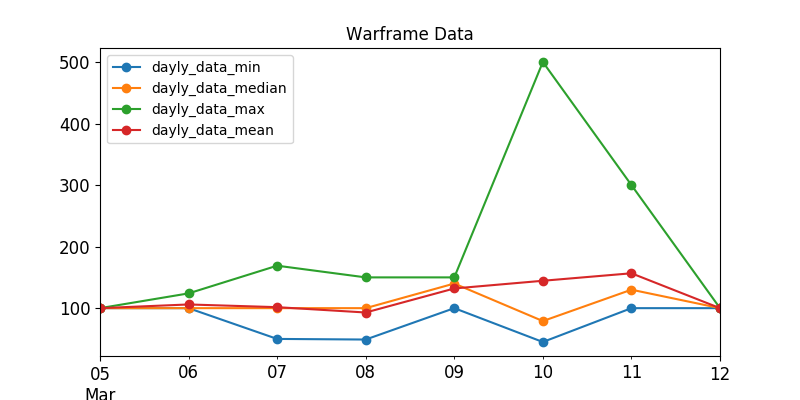 Warframe Data
dayly_data_min
dayly_data_median
dayly_data_max
dayly_data_mean
500
400
300
200
100
05 06 07 08 09 10 11 12
Mar